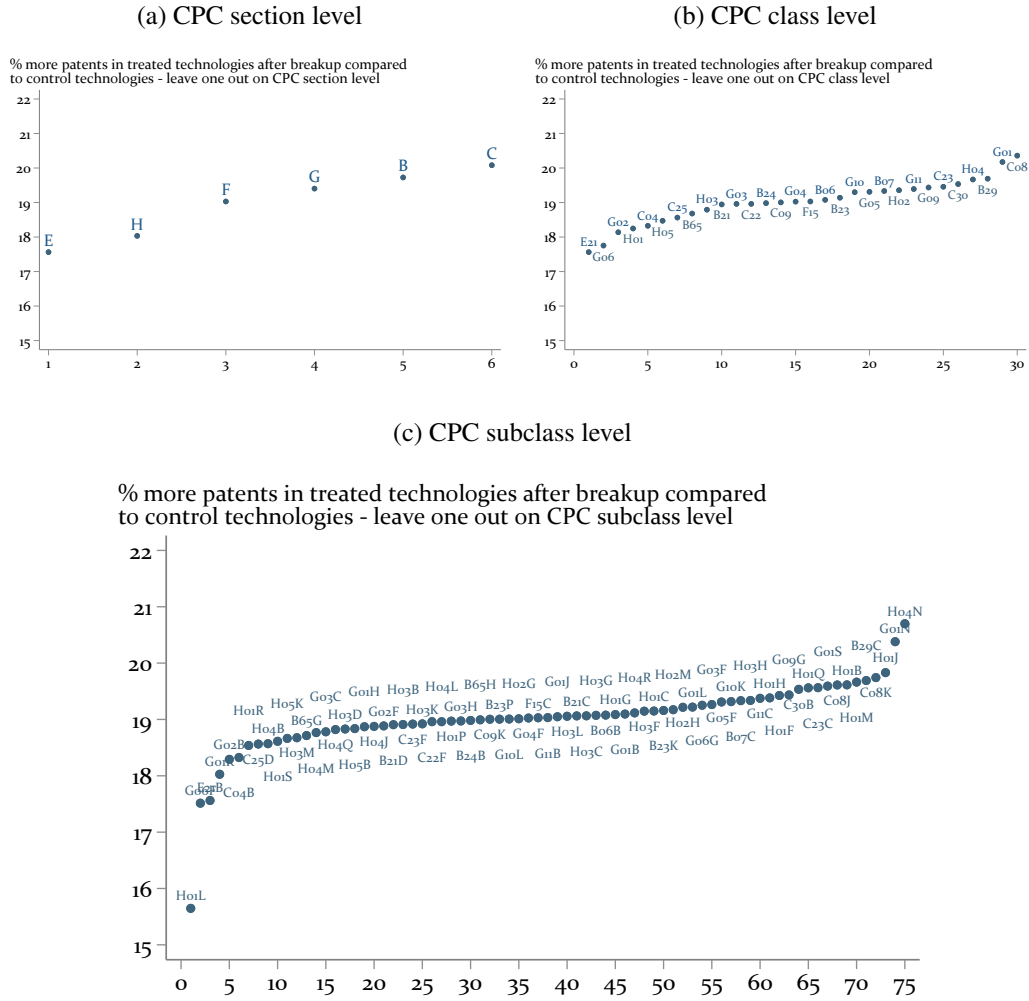 (a) CPC section level
% more patents in treated technologies after breakup compared
to control technologies - leave one out on CPC section level
22
21
20
19
18
17
16
15
E
H
F
G
B
C
1 2 3 4 5 6
(b) CPC class level
% more patents in treated technologies after breakup compared
to control technologies - leave one out on CPC class level
22
21
20
19
18
17
16
15
E21 G06 G02 H01 C04 H05 C25 B65 H03 B21 G03 C22 B24 C09 G04 F15 B06 B23 G10 G05 B07 H02 G11 G09 C23 C30 H04 B29 G01 C08
0 5 10 15 20 25 30
(c) CPC subclass level
% more patents in treated technologies after breakup compared
to control technologies - leave one out on CPC subclass level
22
21
20
19
18
17
16
15
H04N
G01N
G01S B29C
G09G H01J
H01R H05K G03C G01H H03B H04L B65H H02G G01J H03G H04R H02M G03F H03H H01Q H01B
H04B B65G H03D G02F H03K G03H B23P F15C B21C H01G H01C G01L G10K H01H C08K
G02B C25D H03M H04Q H04J C23F H01P C09K G04F H03L B06B H03F H02H G05F G11C C30B C08J
G01R H01S H04M H05B B21D C22F B24B G10L G11B H03C G01B B23K G06G B07C H01F C23C H01M
E21B C04B
H01L
0 5 10 15 20 25 30 35 40 45 50 55 60 65 70 75